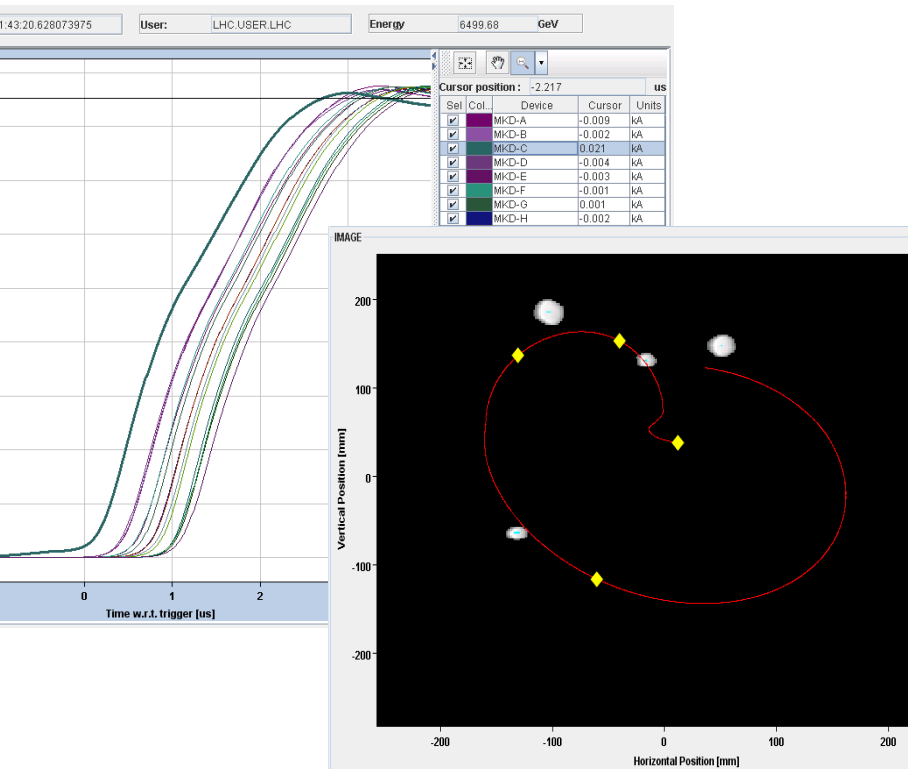 1:43:20.628073975 User: LHC.USER.LHC Energy 6499.68 GeV
Cursor position : -2.217 us
Sel Col... Device Cursor Units
MKD-A -0.009 kA
MKD-B -0.002 kA
MKD-C 0.021 kA
MKD-D -0.004 kA
MKD-E -0.003 kA
MKD-F -0.001 kA
MKD-G 0.001 kA
MKD-H -0.002 kA
0 1 2
Time w.r.t. trigger [us]
IMAGE
Vertical Position [mm]
200
100
0
-100
-200
-200 -100 0 100 200
Horizontal Position [mm]